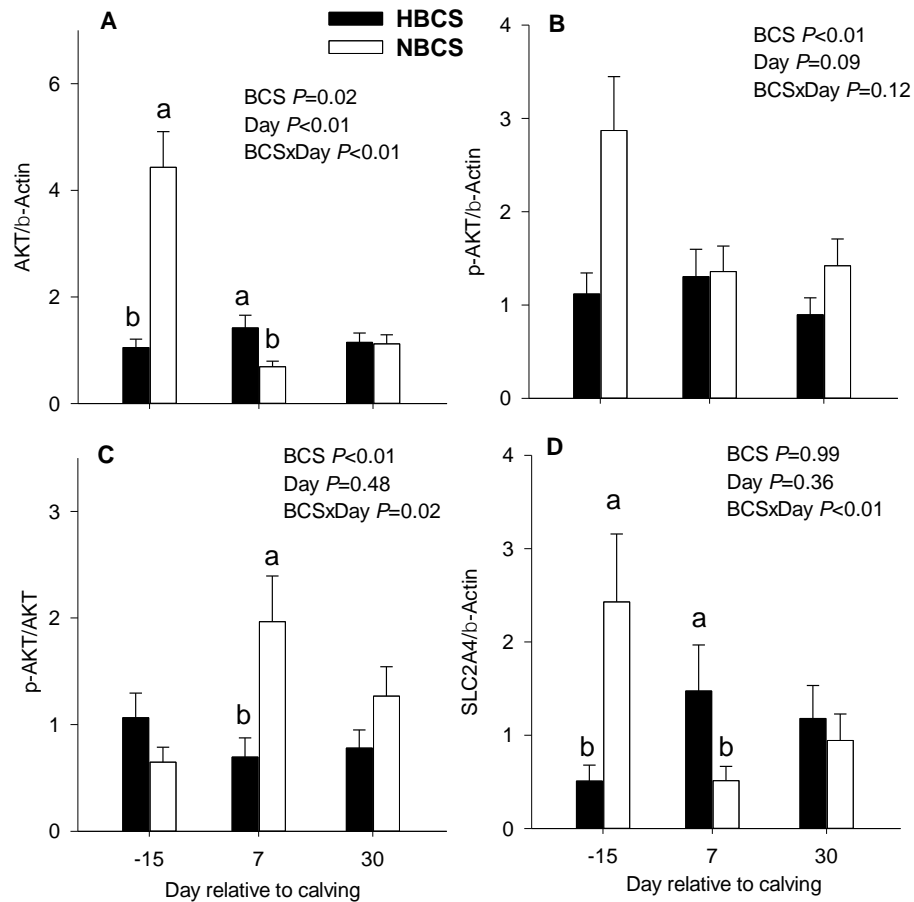 A
HBCS
NBCS
BCS P=0.02
Day P<0.01
BCSxDay P<0.01
6
4
2
0
AKT/b-Actin
b
a
a
b
B
BCS P<0.01
Day P=0.09
BCSxDay P=0.12
4
3
2
1
0
p-AKT/b-Actin
C
BCS P<0.01
Day P=0.48
BCSxDay P=0.02
3
2
1
0
p-AKT/AKT
b
a
-15 7 30
Day relative to calving
D
BCS P=0.99
Day P=0.36
BCSxDay P<0.01
4
3
2
1
0
SLC2A4/b-Actin
b
a
a
b
-15 7 30
Day relative to calving